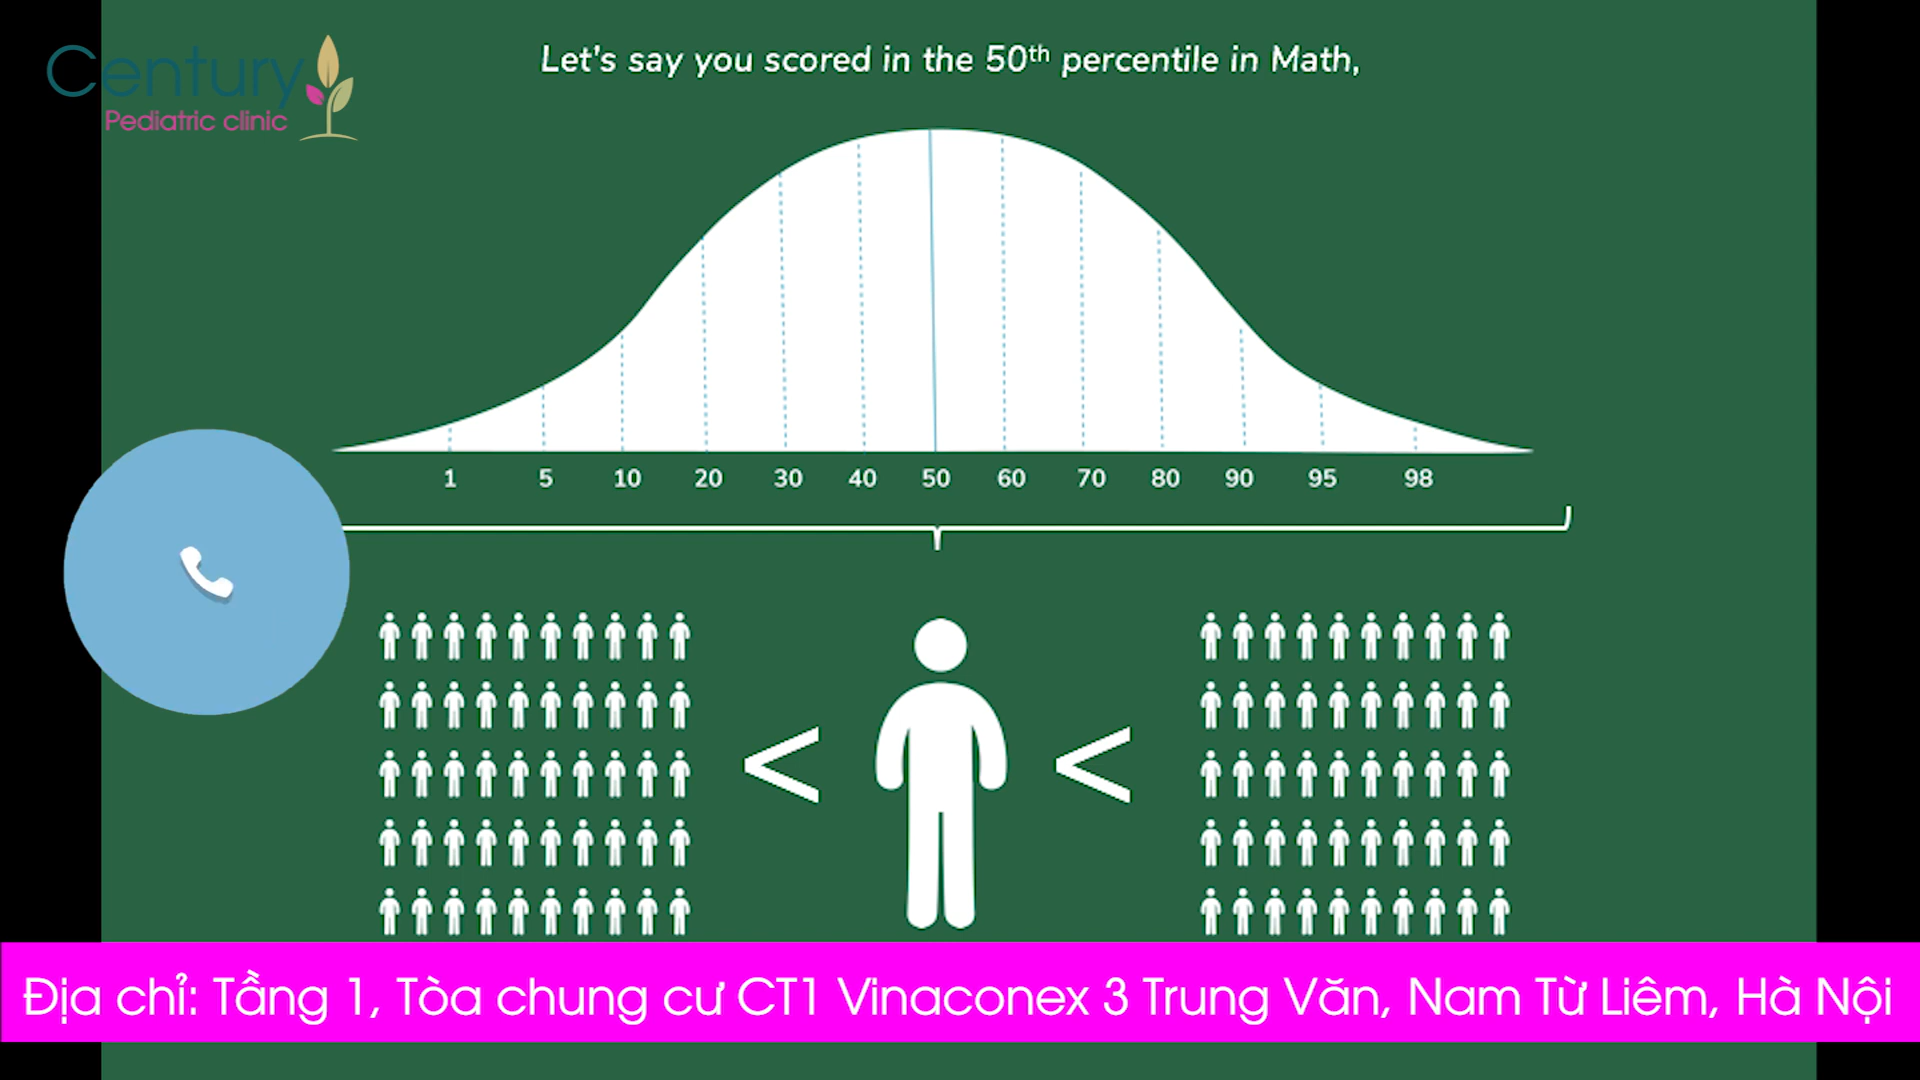 Century
Pediatric clinic
Let's say you scored in the 50th percentile in Math,
1 5 10 20 30 40 50 60 70 80 90 95 98
< <
Địa chỉ: Tầng 1, Tòa chung cư CT1 Vinaconex 3 Trung Văn, Nam Từ Liêm, Hà Nội